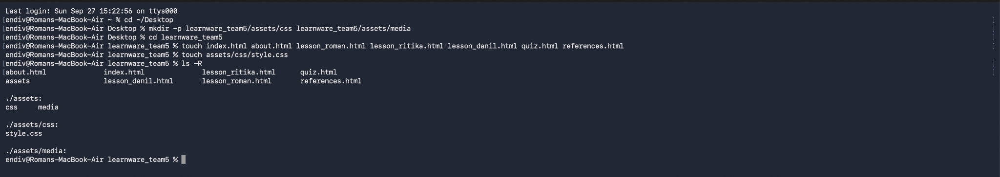 Last login: Sun Sep 27 15:22:56 on ttys000
[endiv@Romans-MacBook-Air ~ % cd ~/Desktop ]
[endiv@Romans-MacBook-Air Desktop % mkdir -p learnware_team5/assets/css learnware_team5/assets/media ]
[endiv@Romans-MacBook-Air Desktop % cd learnware_team5 ]
[endiv@Romans-MacBook-Air learnware_team5 % touch index.html about.html lesson_roman.html lesson_ritika.html lesson_danil.html quiz.html references.html ]
endiv@Romans-MacBook-Air learnware_team5 % touch assets/css/style.css
[endiv@Romans-MacBook-Air learnware_team5 % ls -R ]
[about.html index.html lesson_ritika.html quiz.html ]
assets lesson_danil.html lesson_roman.html references.html
./assets:
css media
./assets/css:
style.css
./assets/media:
endiv@Romans-MacBook-Air learnware_team5 %